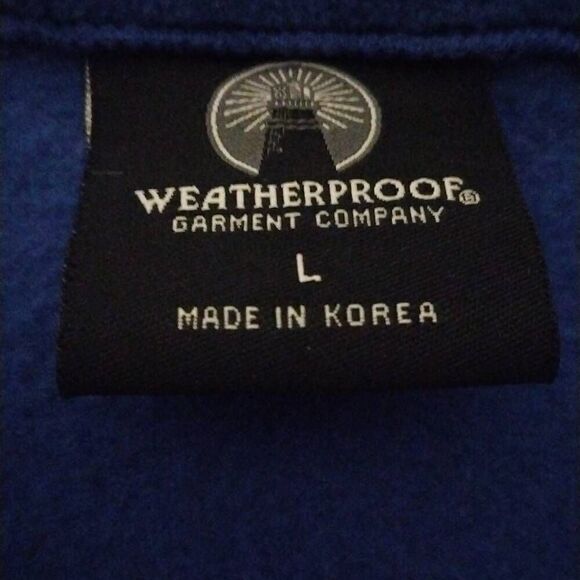 WEATHERPROOF®
GARMENT COMPANY
L
MADE IN KOREA